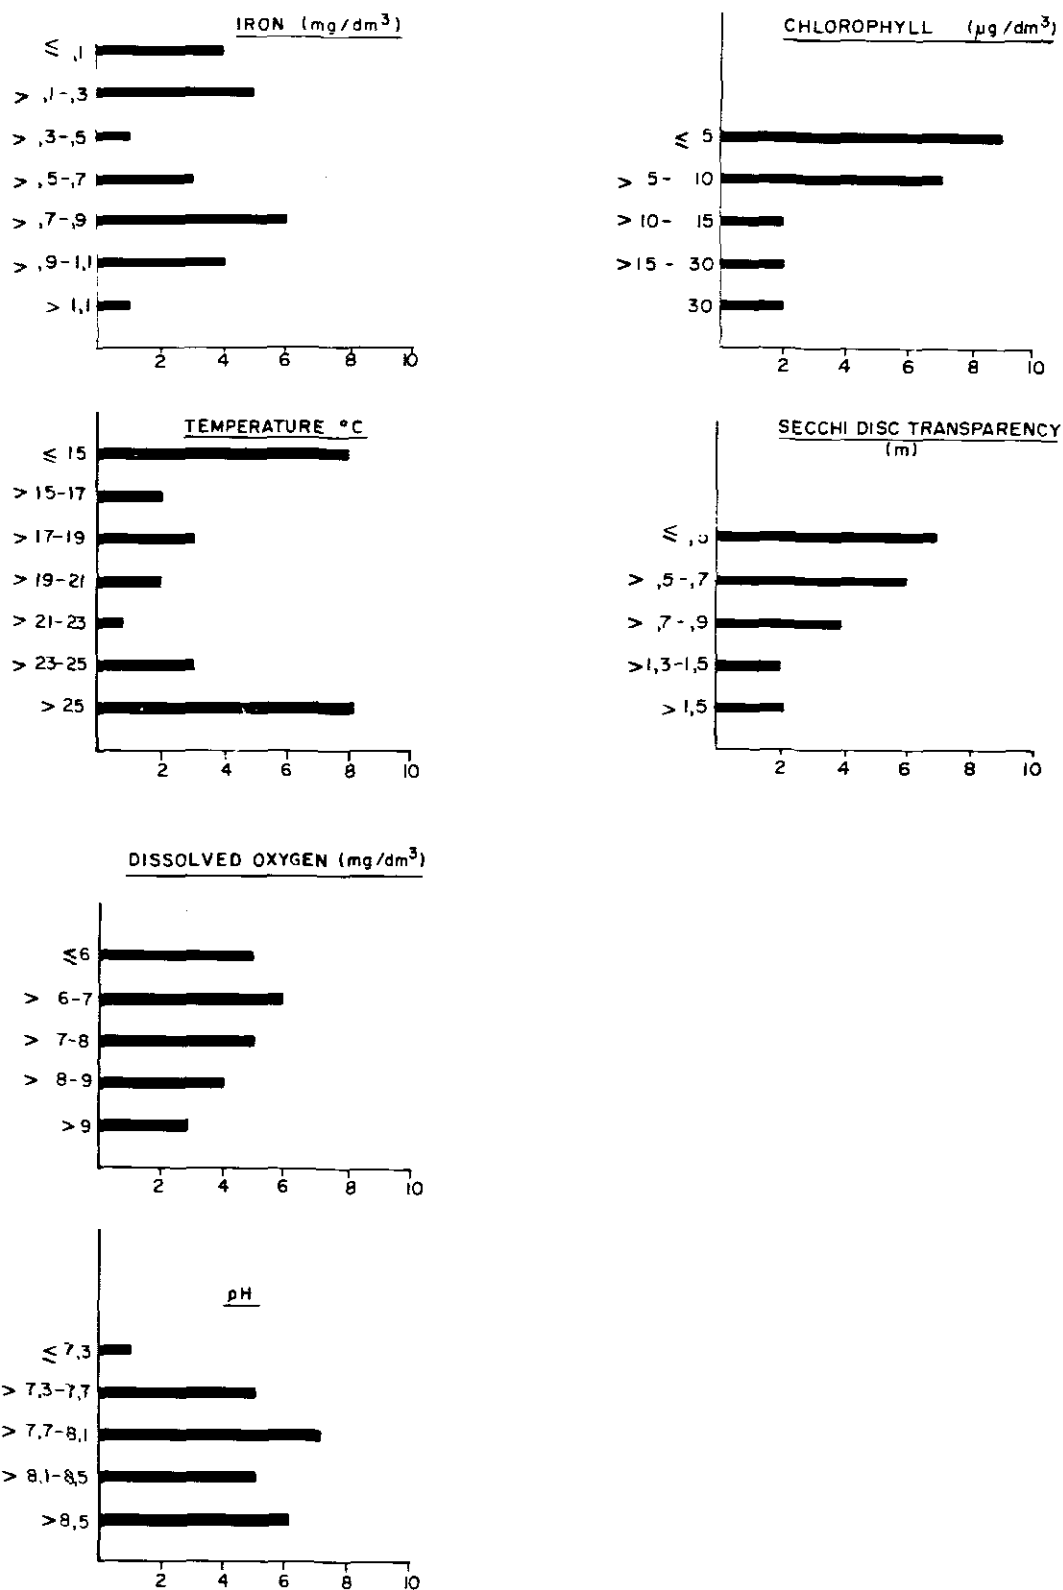 IRON (mg/dm³)
≤ ,1
> ,1-,3
> ,3-,5
> ,5-,7
> ,7-,9
> ,9-1,1
> 1,1
2 4 6 8 10
CHLOROPHYLL (µg/dm³)
≤ 5
> 5- 10
>10- 15
>15- 30
30
2 4 6 8 10
TEMPERATURE °C
≤ 15
>15-17
>17-19
>19-21
>21-23
>23-25
>25
2 4 6 8 10
SECCHI DISC TRANSPARENCY
(m)
≤
> ,5-,7
> ,7-,9
>1,3-1,5
>1,5
2 4 6 8 10
DISSOLVED OXYGEN (mg/dm³)
≤6
> 6-7
> 7-8
> 8-9
>9
2 4 6 8 10
pH
≤ 7,3
> 7,3-7,7
> 7,7-8,1
> 8,1-8,5
>8,5
2 4 6 8 10